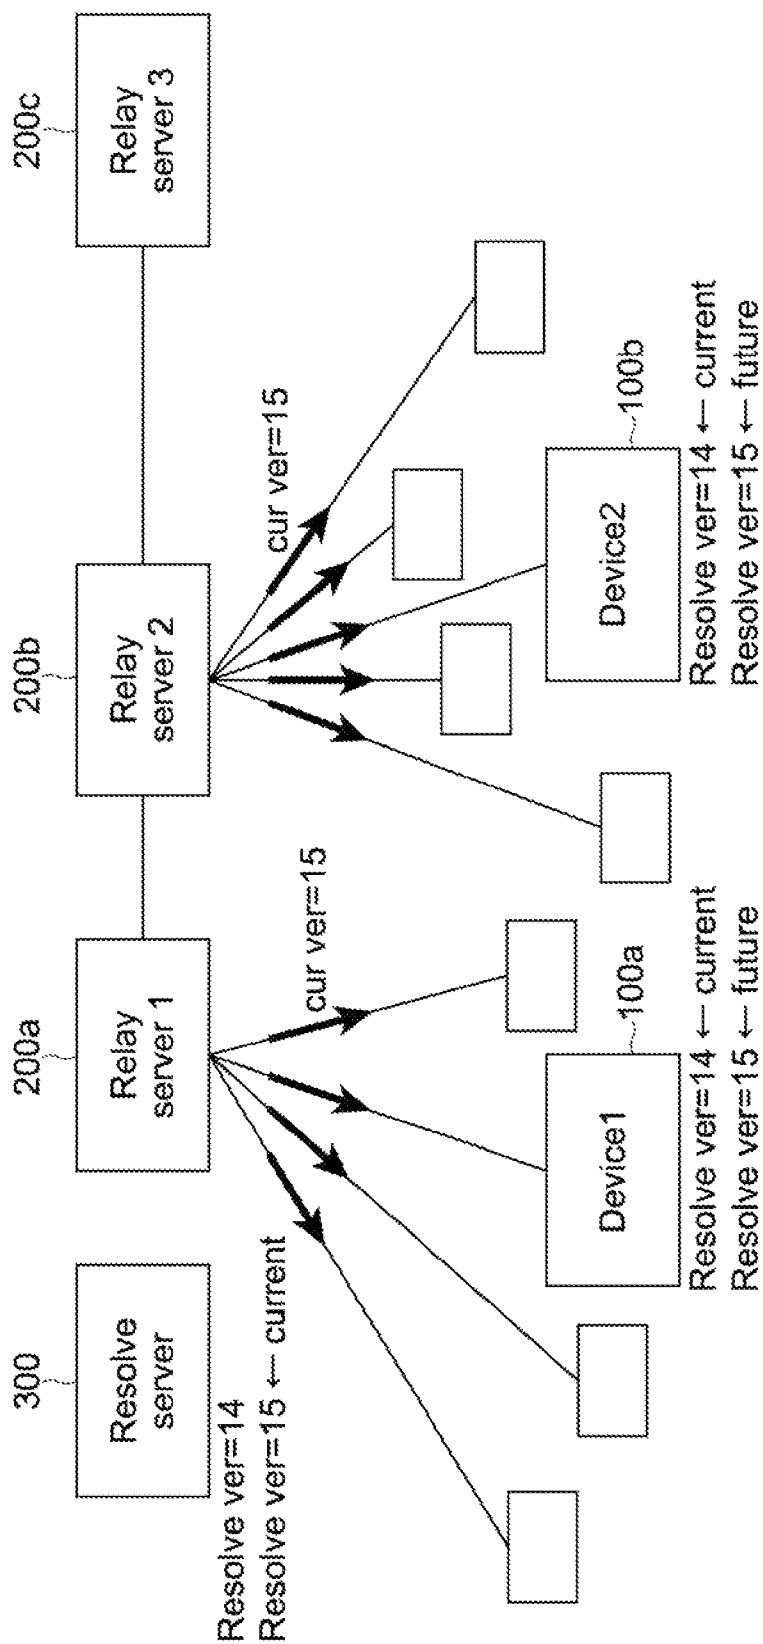 300
200a
200b
200c
Resolve
server
Relay
server 1
Relay
server 2
Relay
server 3
Resolve ver=14
Resolve ver=15 ← current
cur ver=15
cur ver=15
100a
Device1
Resolve ver=14 ← current
Resolve ver=15 ← future
100b
Device2
Resolve ver=14 ← current
Resolve ver=15 ← future